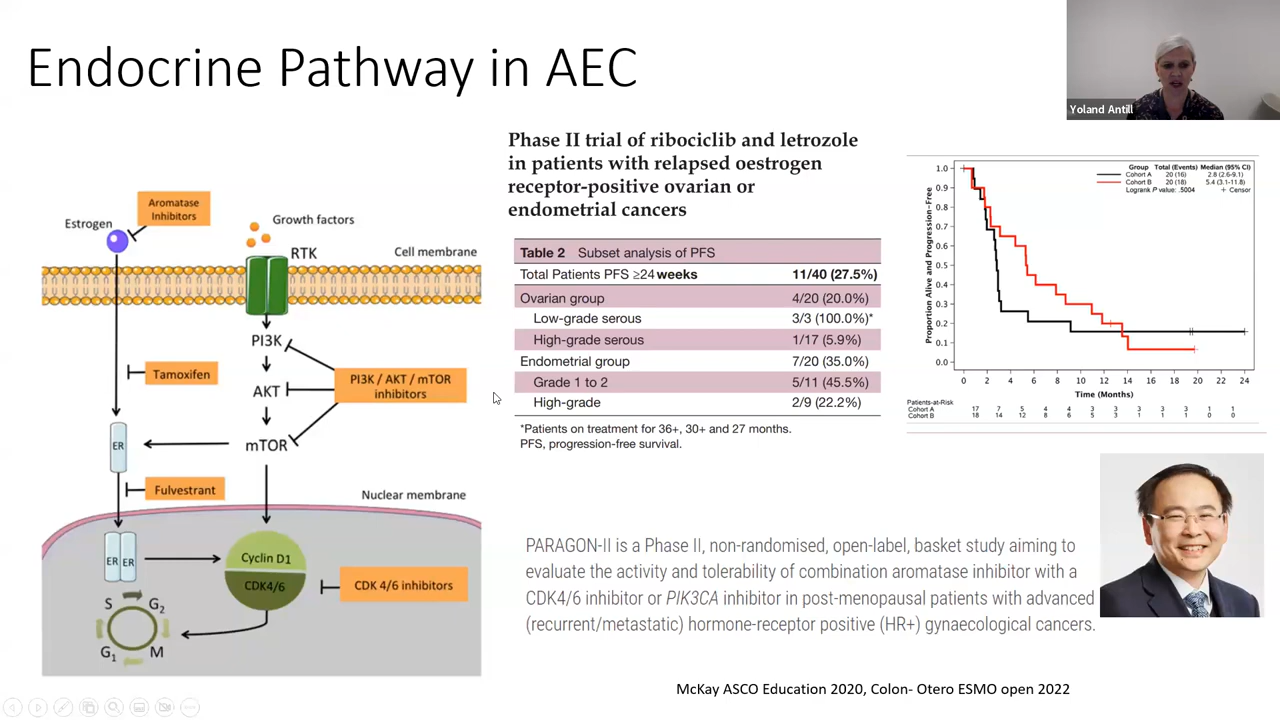 Endocrine Pathway in AEC
Yoland Antill
Phase II trial of ribociclib and letrozole
in patients with relapsed oestrogen
receptor-positive ovarian or
endometrial cancers
Aromatase
Inhibitors
Estrogen
Growth factors
RTK
Cell membrane
PI3K
Tamoxifen
AKT
PI3K / AKT / mTOR
inhibitors
ER
mTOR
Fulvestrant
Nuclear membrane
ER ER
Cyclin D1
CDK4/6
CDK 4/6 inhibitors
S G2
G1 M
Table 2 Subset analysis of PFS
Total Patients PFS ≥24 weeks 11/40 (27.5%)
Ovarian group 4/20 (20.0%)
Low-grade serous 3/3 (100.0%)*
High-grade serous 1/17 (5.9%)
Endometrial group 7/20 (35.0%)
Grade 1 to 2 5/11 (45.5%)
High-grade 2/9 (22.2%)
*Patients on treatment for 36+, 30+ and 27 months.
PFS, progression-free survival.
Group Total (Events) Median (95% CI)
Cohort A 20 (16) 2.8 (2.6-9.1)
Cohort B 20 (18) 5.4 (3.1-11.8)
Logrank P value: .5004 + Censor
Proportion Alive and Progression-Free
1.0
0.9
0.8
0.7
0.6
0.5
0.4
0.3
0.2
0.1
0.0
0 2 4 6 8 10 12 14 16 18 20 22 24
Time (Months)
Patients-at-Risk
Cohort A 17 7 5 4 4 3 3 3 3 3 1 1
Cohort B 18 14 12 8 6 5 3 1 1 1 0 0
PARAGON-II is a Phase II, non-randomised, open-label, basket study aiming to
evaluate the activity and tolerability of combination aromatase inhibitor with a
CDK4/6 inhibitor or PIK3CA inhibitor in post-menopausal patients with advanced
(recurrent/metastatic) hormone-receptor positive (HR+) gynaecological cancers.
McKay ASCO Education 2020, Colon- Otero ESMO open 2022